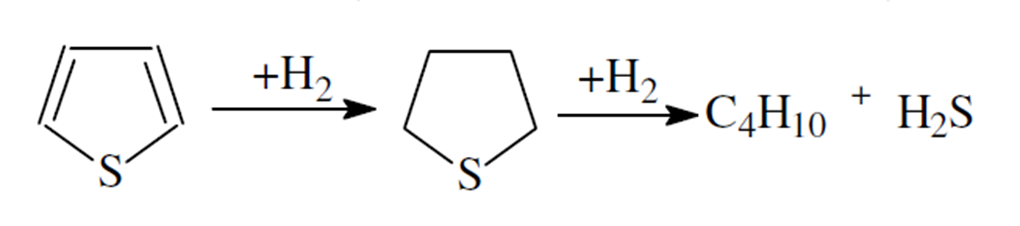 +H₂ +H₂
C₄H₁₀ + H₂S
S S